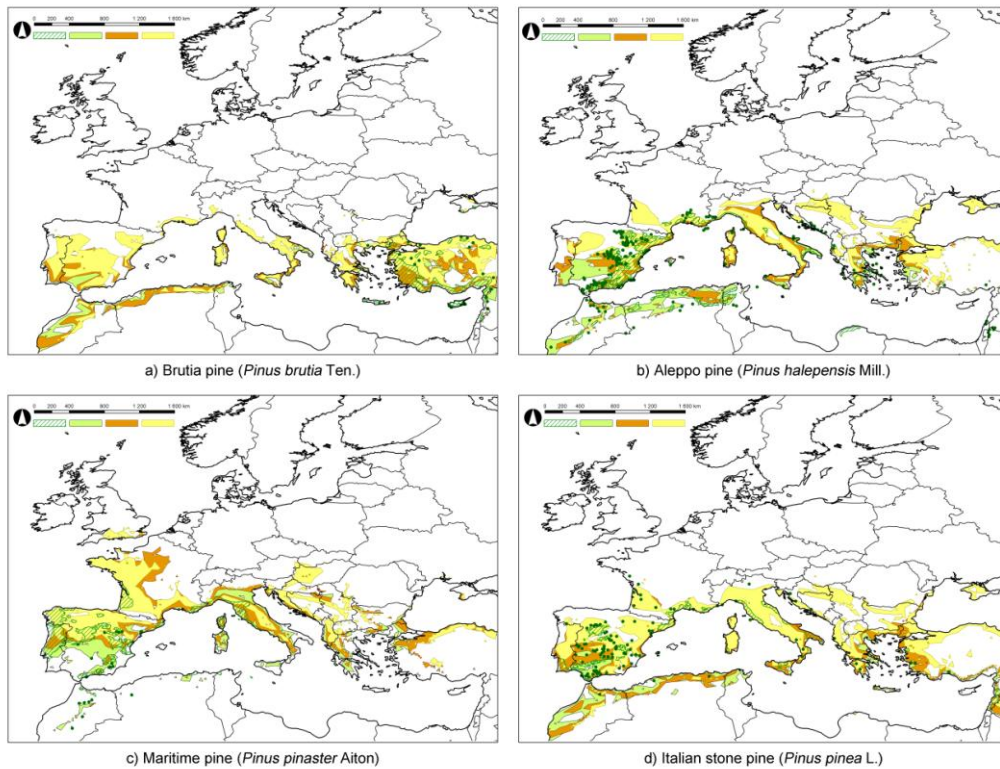 0 200 400 800 1 200 1 600 km
0 200 400 800 1 200 1 600 km
a) Brutia pine (Pinus brutia Ten.)
b) Aleppo pine (Pinus halepensis Mill.)
0 200 400 800 1 200 1 600 km
0 200 400 800 1 200 1 600 km
c) Maritime pine (Pinus pinaster Aiton)
d) Italian stone pine (Pinus pinea L.)